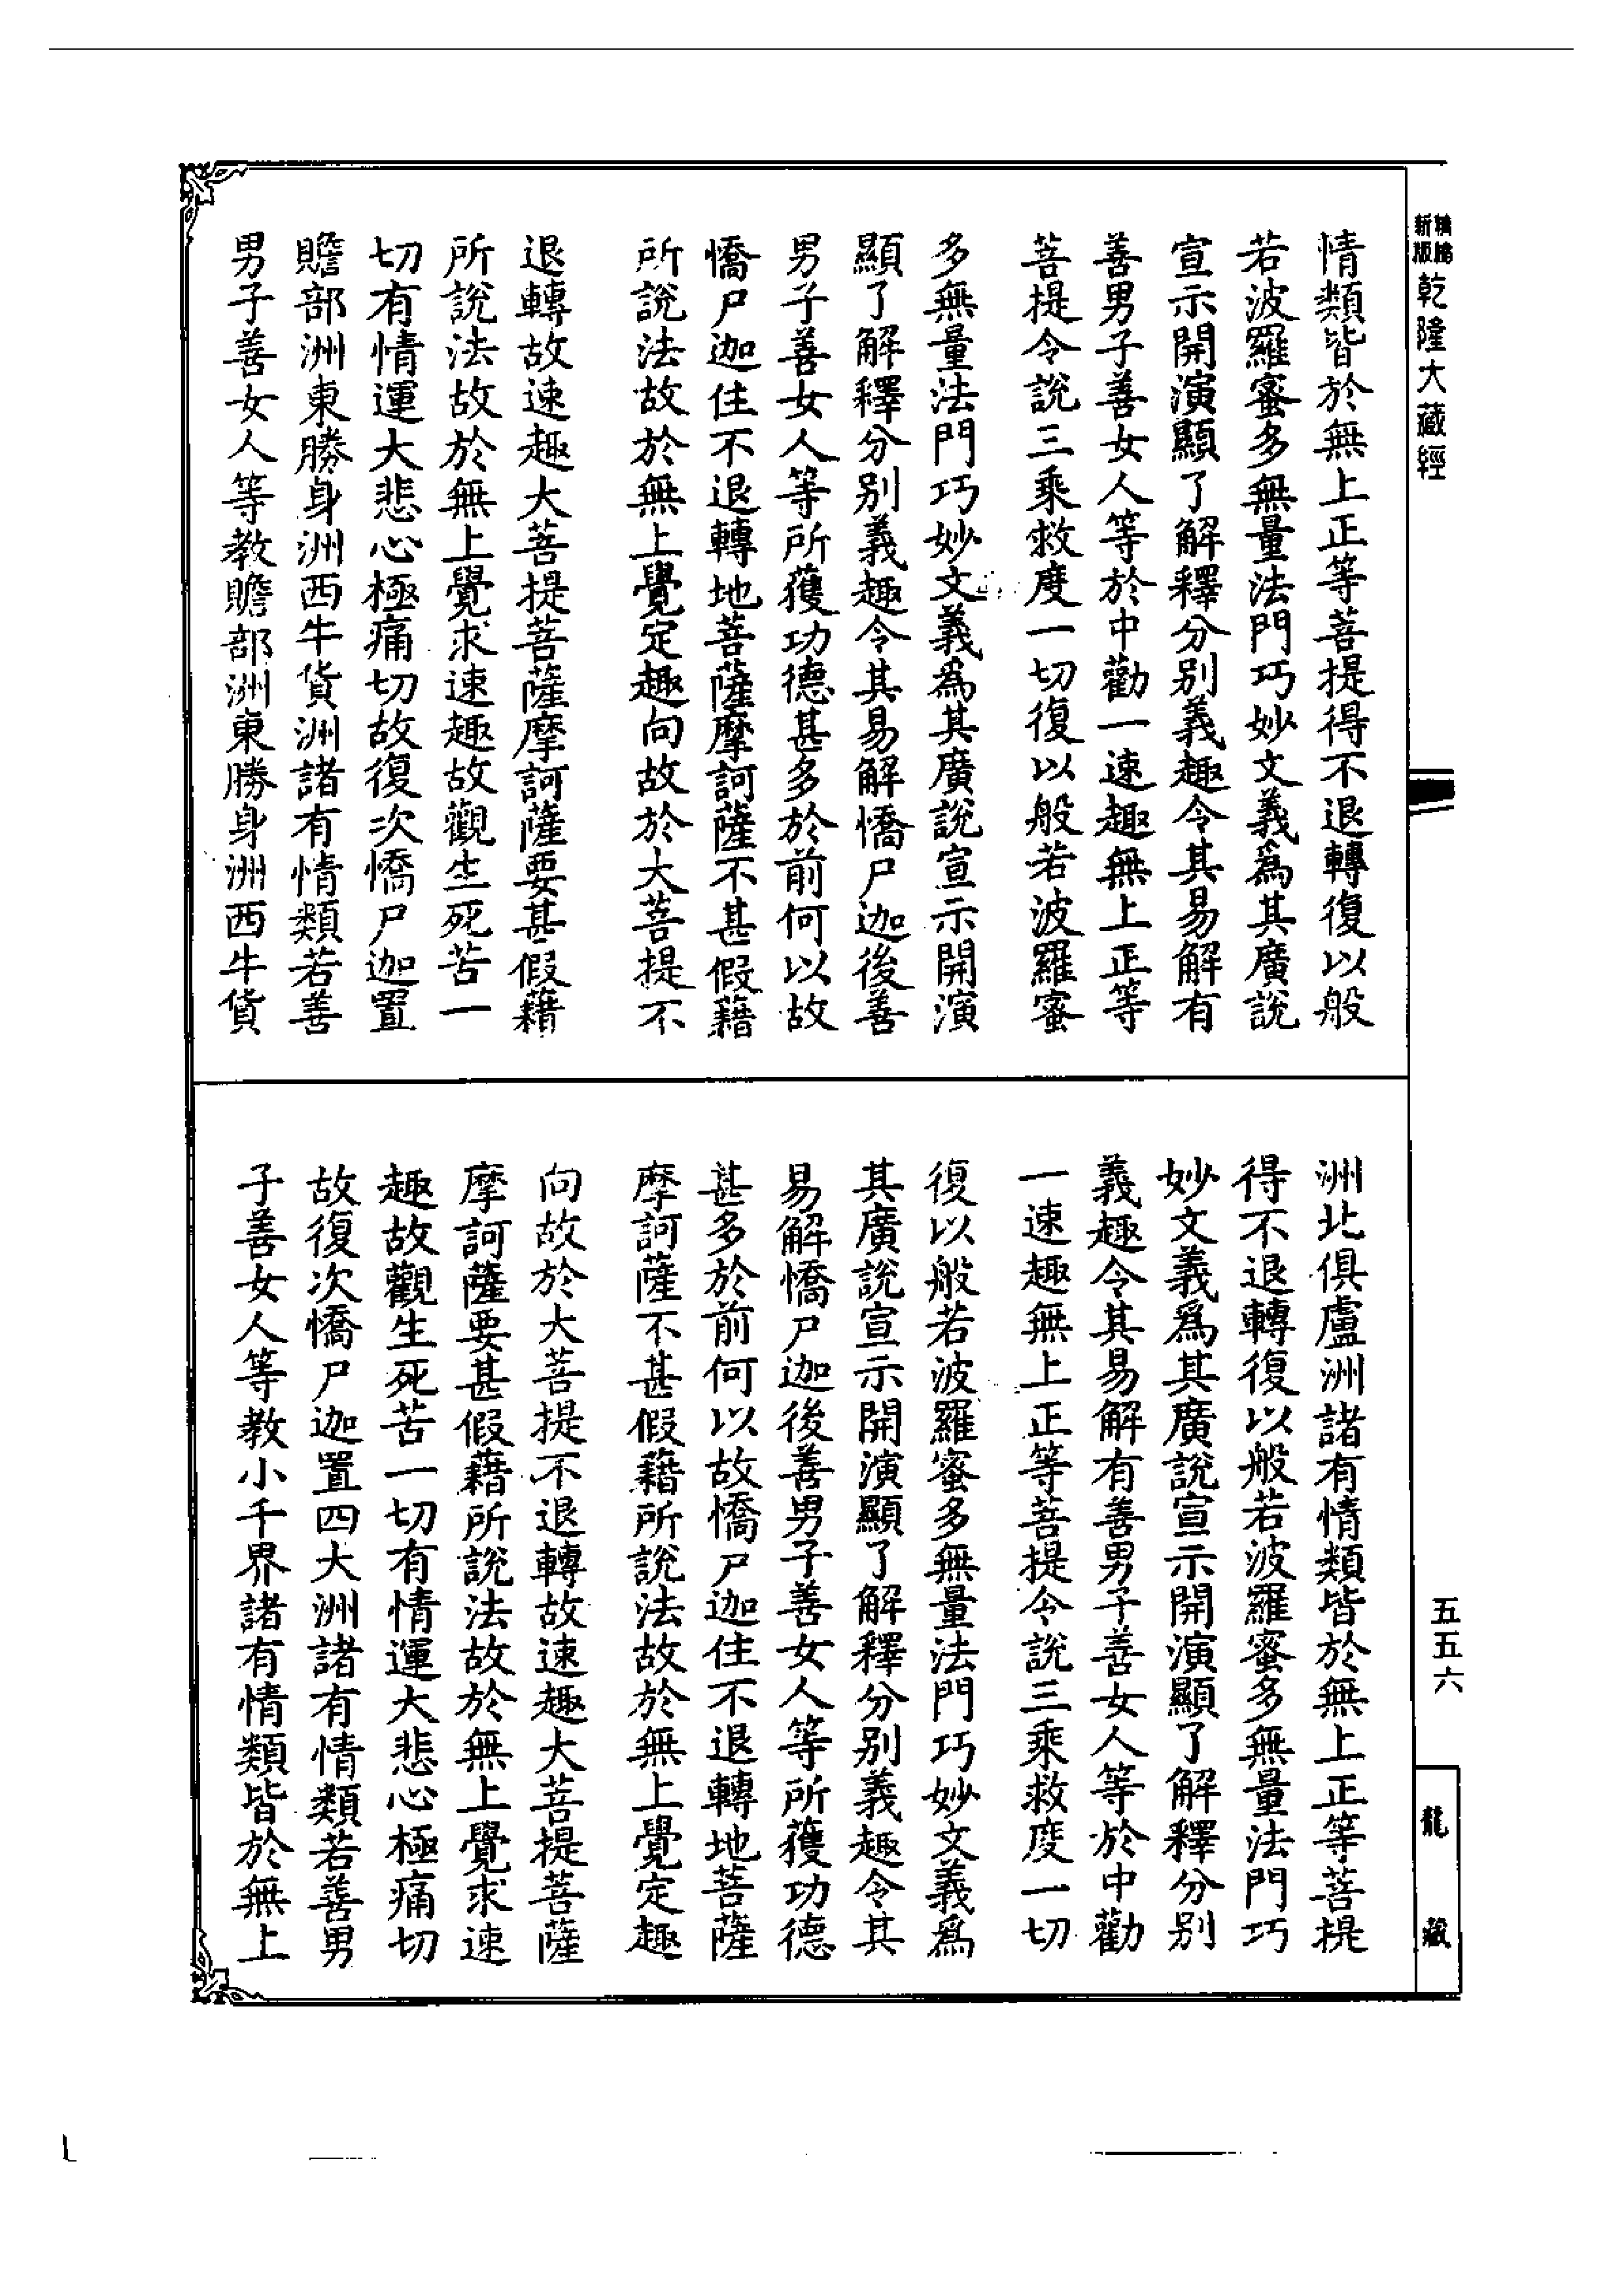 新版
乾隆大藏經
情類皆於無上正等菩提得不退轉復以般
若波羅蜜多無量法門巧妙文義爲其廣說
宣示開演顯了解釋分別義趣令其易解有
善男子善女人等於中勸一速趣無上正等
菩提令說三乘救度一切復以般若波羅蜜
多無量法門巧妙文義爲其廣說宣示開演
顯了解釋分別義趣令其易解憍尸迦後善
男子善女人等所獲功德甚多於前何以故
憍尸迦住不退轉地菩薩摩訶薩不甚假藉
所說法故於無上覺定趣向故於大菩提不
退轉故速趣大菩提菩薩摩訶薩要甚假藉
所說法故於無上覺求速趣故觀生死苦一
切有情運大悲心極痛切故復次憍尸迦置
贍部洲東勝身洲西牛貨洲諸有情類若善
男子善女人等教贍部洲東勝身洲西牛貨
洲北俱盧洲諸有情類皆於無上正等菩提
得不退轉復以般若波羅蜜多無量法門巧
妙文義爲其廣說宣示開演顯了解釋分別
義趣令其易解有善男子善女人等於中勸
一速趣無上正等菩提令說三乘救度一切
復以般若波羅蜜多無量法門巧妙文義爲
其廣說宣示開演顯了解釋分別義趣令其
易解憍尸迦後善男子善女人等所獲功德
甚多於前何以故憍尸迦住不退轉地菩薩
摩訶薩不甚假藉所說法故於無上覺定趣
向故於大菩提不退轉故速趣大菩提菩薩
摩訶薩要甚假藉所說法故於無上覺求速
趣故觀生死苦一切有情運大悲心極痛切
故復次憍尸迦置四大洲諸有情類若善男
子善女人等教小千界諸有情類皆於無上
五五六
龍藏